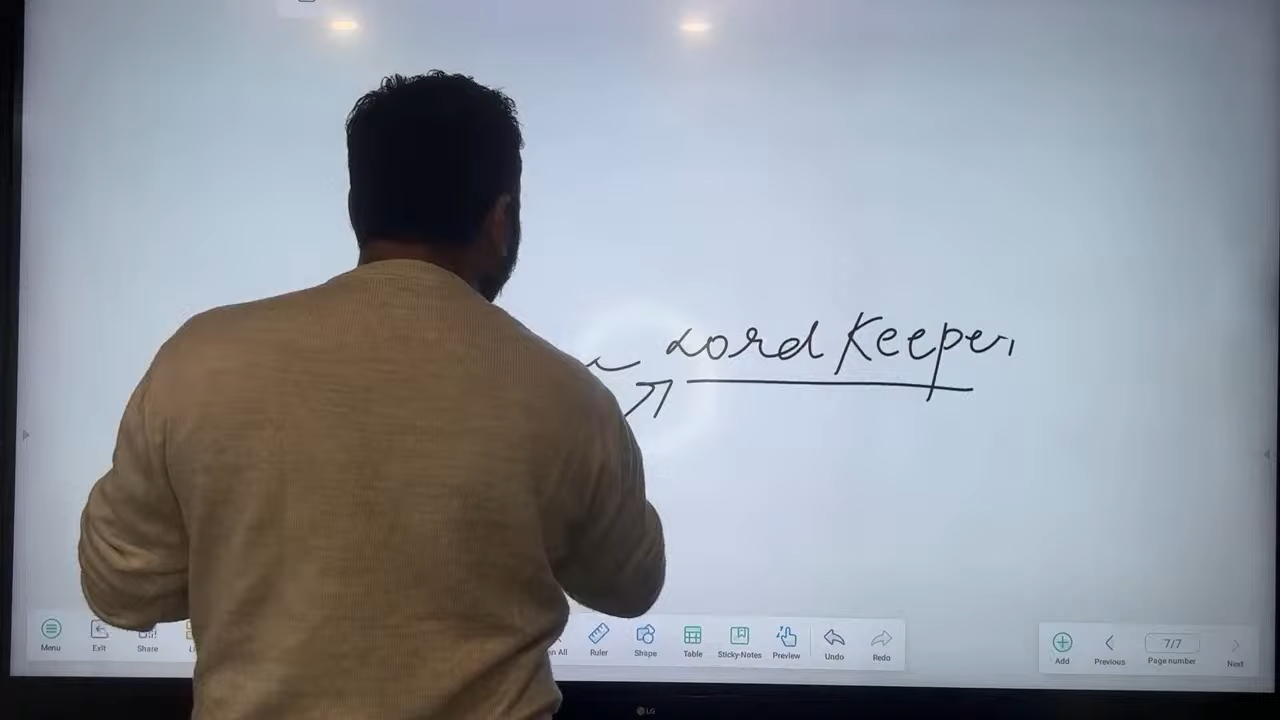 Lord Keeper
Menu Exit Share Ruler Shape Table Sticky-Notes Preview Undo Redo Add Previous 7/7 Page number Next
LG